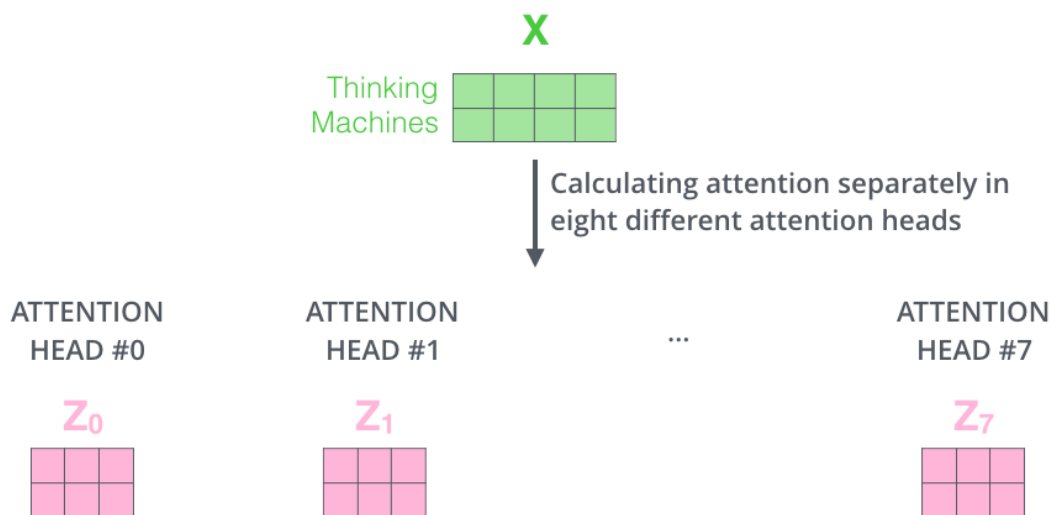 X
Thinking
Machines
Calculating attention separately in
eight different attention heads
ATTENTION
HEAD #0
ATTENTION
HEAD #1
...
ATTENTION
HEAD #7
Z₀
Z₁
Z₇